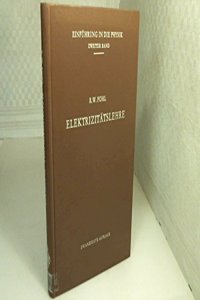 EINFÜHRUNG IN DIE PHYSIK
ZWEITER BAND
R.W. POHL
ELEKTRIZITÄTSLEHRE